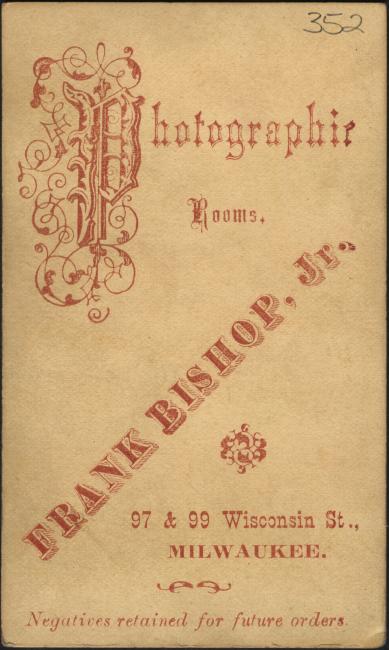 352
Photographic
Rooms.
FRANK BISHOP, Jr.
97 & 99 Wisconsin St.,
MILWAUKEE.
Negatives retained for future orders.